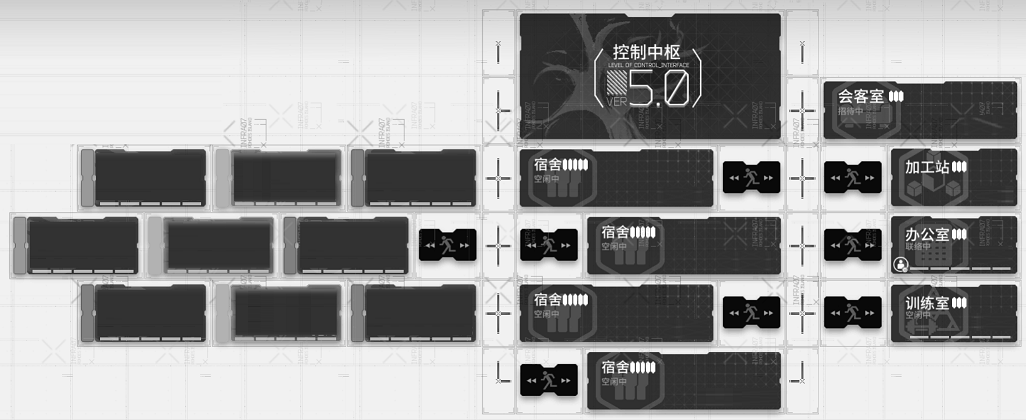 控制中枢
LEVEL OF CONTROL_INTERFACE
VER 5.0
会客室
招待中
宿舍
空闲中
加工站
宿舍
空闲中
办公室
联络中
宿舍
空闲中
训练室
空闲中
宿舍
空闲中